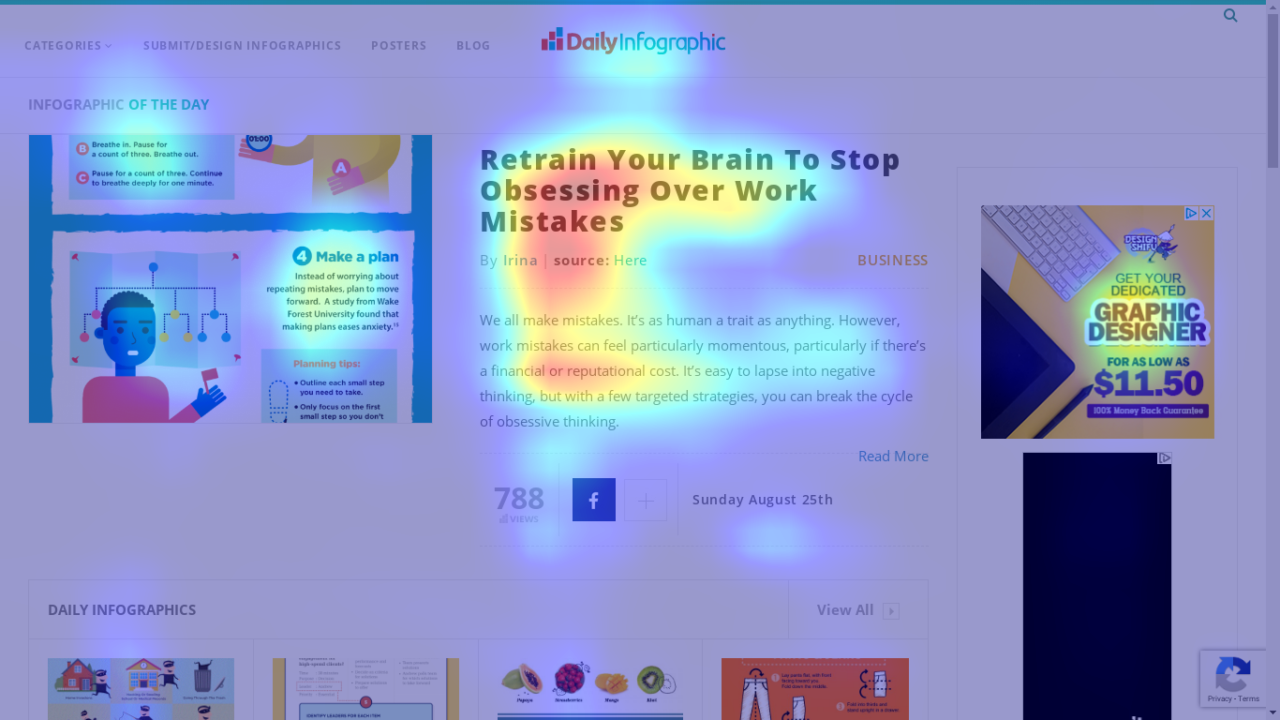 CATEGORIES
SUBMIT/DESIGN INFOGRAPHICS
POSTERS
BLOG
DailyInfographic
INFOGRAPHIC OF THE DAY
B Breathe in. Pause for
a count of three. Breathe out.
C Pause for a count of three. Continue
to breathe deeply for one minute.
(01:00)
A
4 Make a plan
Instead of worrying about
repeating mistakes, plan to move
forward. A study from Wake
Forest University found that
making plans eases anxiety.
Planning tips:
• Outline each small step
you need to take.
• Only focus on the first
small step so you don't
Retrain Your Brain To Stop
Obsessing Over Work
Mistakes
By Irina | source: Here
BUSINESS
We all make mistakes. It's as human a trait as anything. However,
work mistakes can feel particularly momentous, particularly if there's
a financial or reputational cost. It's easy to lapse into negative
thinking, but with a few targeted strategies, you can break the cycle
of obsessive thinking.
Read More
788
VIEWS
Sunday August 25th
DESIGN
SHIFU
GET YOUR
DEDICATED
GRAPHIC
DESIGNER
FOR AS LOW AS
$11.50
100% Money Back Guarantee
DAILY INFOGRAPHICS
View All
Papaya
Mango
Kiwi
IDENTIFY LEADERS FOR EACH ITEM
Privacy - Terms